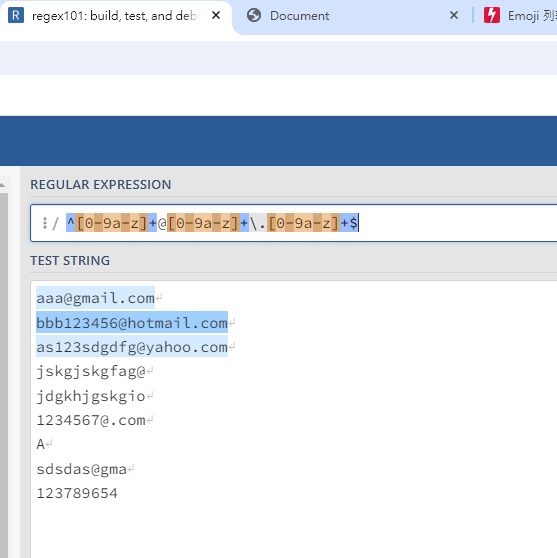 regex101: build, test, and deb
Document
Emoji 列
REGULAR EXPRESSION
/ ^[0-9a-z]+@[0-9a-z]+\.[0-9a-z]+$
TEST STRING
aaa@gmail.com
bbb123456@hotmail.com
as123sdgdfg@yahoo.com
jskgjskgfag@
jdgkhjgskgio
1234567@.com
A
sdsdas@gma
123789654